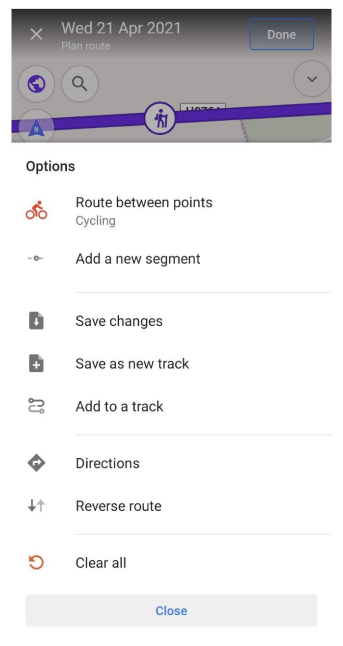 Wed 21 Apr 2021
Plan route
Done
N
Options
Route between points
Cycling
Add a new segment
Save changes
Save as new track
Add to a track
Directions
Reverse route
Clear all
Close